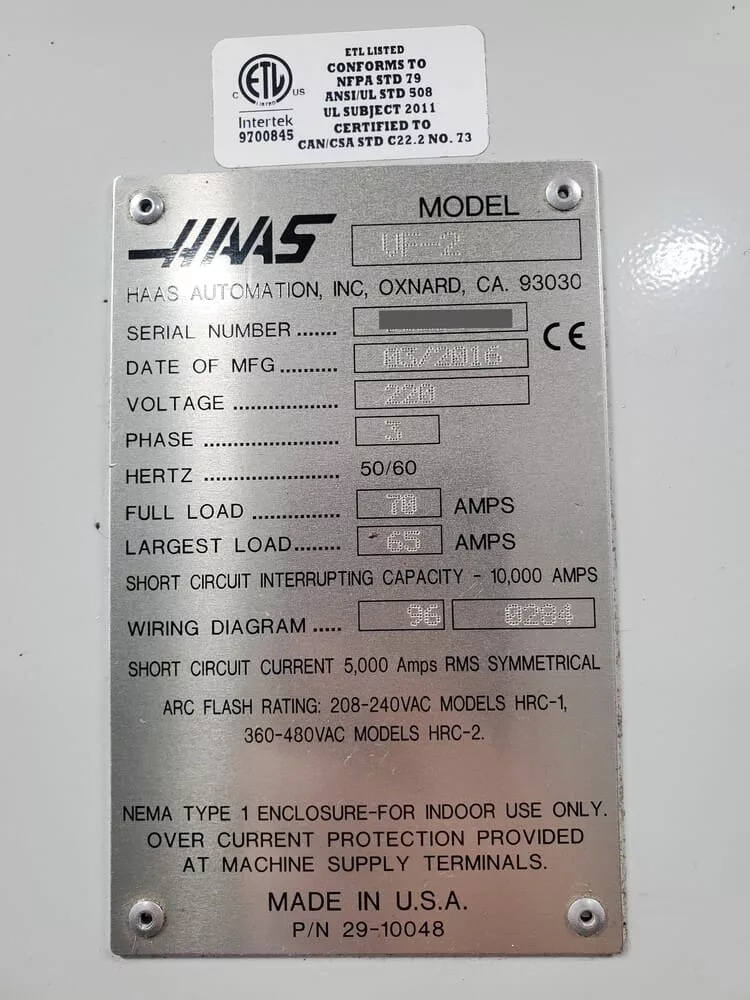 ETL LISTED
CONFORMS TO
NFPA STD 79
ANSI/UL STD 508
UL SUBJECT 2011
CERTIFIED TO
CAN/CSA STD C22.2 NO. 73
C ETL US
LISTED
Intertek
9700845
HAAS
MODEL
VF-2
HAAS AUTOMATION, INC, OXNARD, CA. 93030
SERIAL NUMBER .......
CE
DATE OF MFG .......... 03/2016
VOLTAGE .................. 220
PHASE ....................... 3
HERTZ ....................... 50/60
FULL LOAD ............... 70 AMPS
LARGEST LOAD........ 65 AMPS
SHORT CIRCUIT INTERRUPTING CAPACITY - 10,000 AMPS
WIRING DIAGRAM ..... 96 0284
SHORT CIRCUIT CURRENT 5,000 Amps RMS SYMMETRICAL
ARC FLASH RATING: 208-240VAC MODELS HRC-1,
360-480VAC MODELS HRC-2.
NEMA TYPE 1 ENCLOSURE-FOR INDOOR USE ONLY.
OVER CURRENT PROTECTION PROVIDED
AT MACHINE SUPPLY TERMINALS.
MADE IN U.S.A.
P/N 29-10048